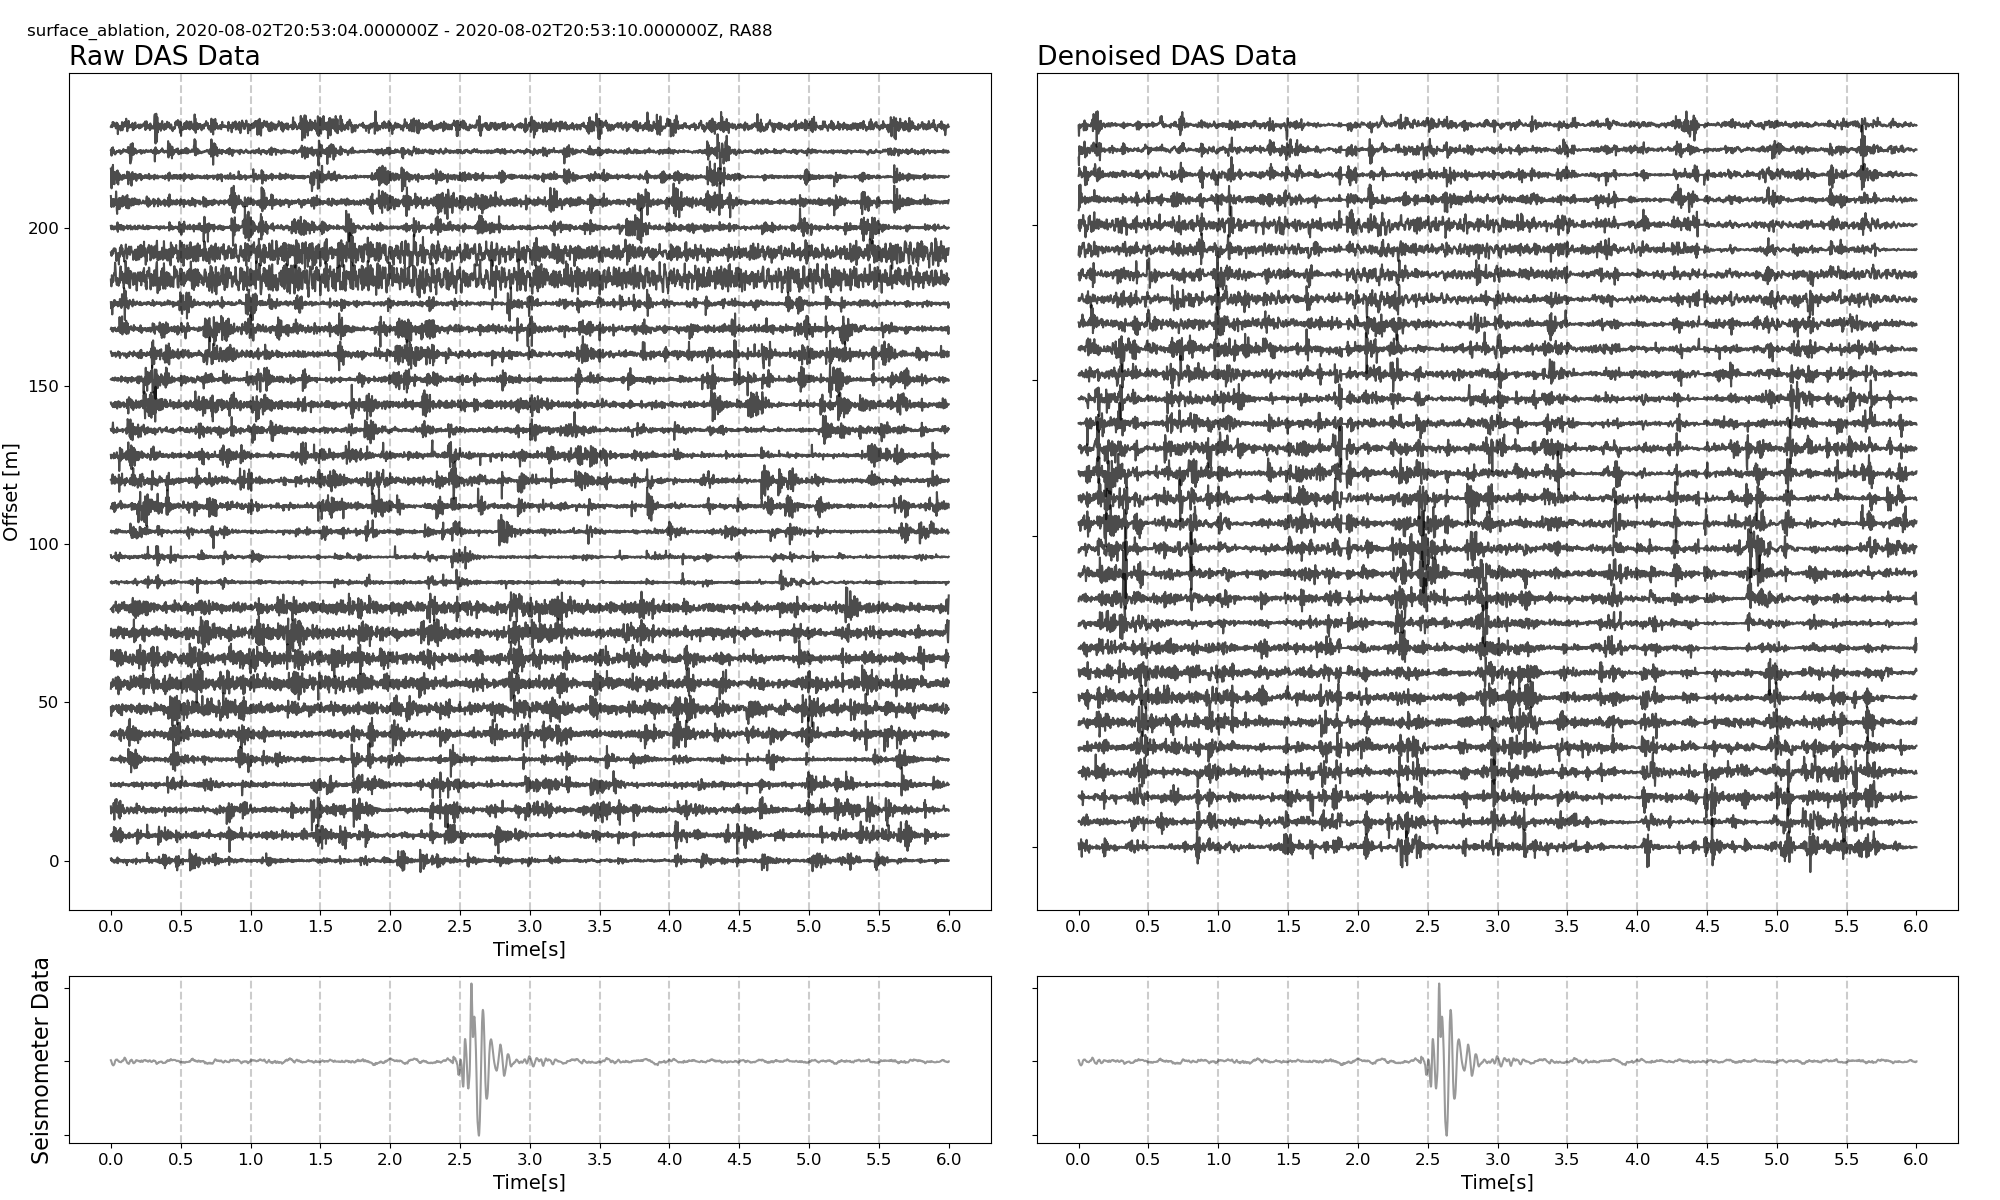 surface_ablation, 2020-08-02T20:53:04.000000Z - 2020-08-02T20:53:10.000000Z, RA88
Raw DAS Data
Denoised DAS Data
Offset [m]
200
150
100
50
0
0.0 0.5 1.0 1.5 2.0 2.5 3.0 3.5 4.0 4.5 5.0 5.5 6.0
Time[s]
0.0 0.5 1.0 1.5 2.0 2.5 3.0 3.5 4.0 4.5 5.0 5.5 6.0
Seismometer Data
0.0 0.5 1.0 1.5 2.0 2.5 3.0 3.5 4.0 4.5 5.0 5.5 6.0
Time[s]
0.0 0.5 1.0 1.5 2.0 2.5 3.0 3.5 4.0 4.5 5.0 5.5 6.0
Time[s]